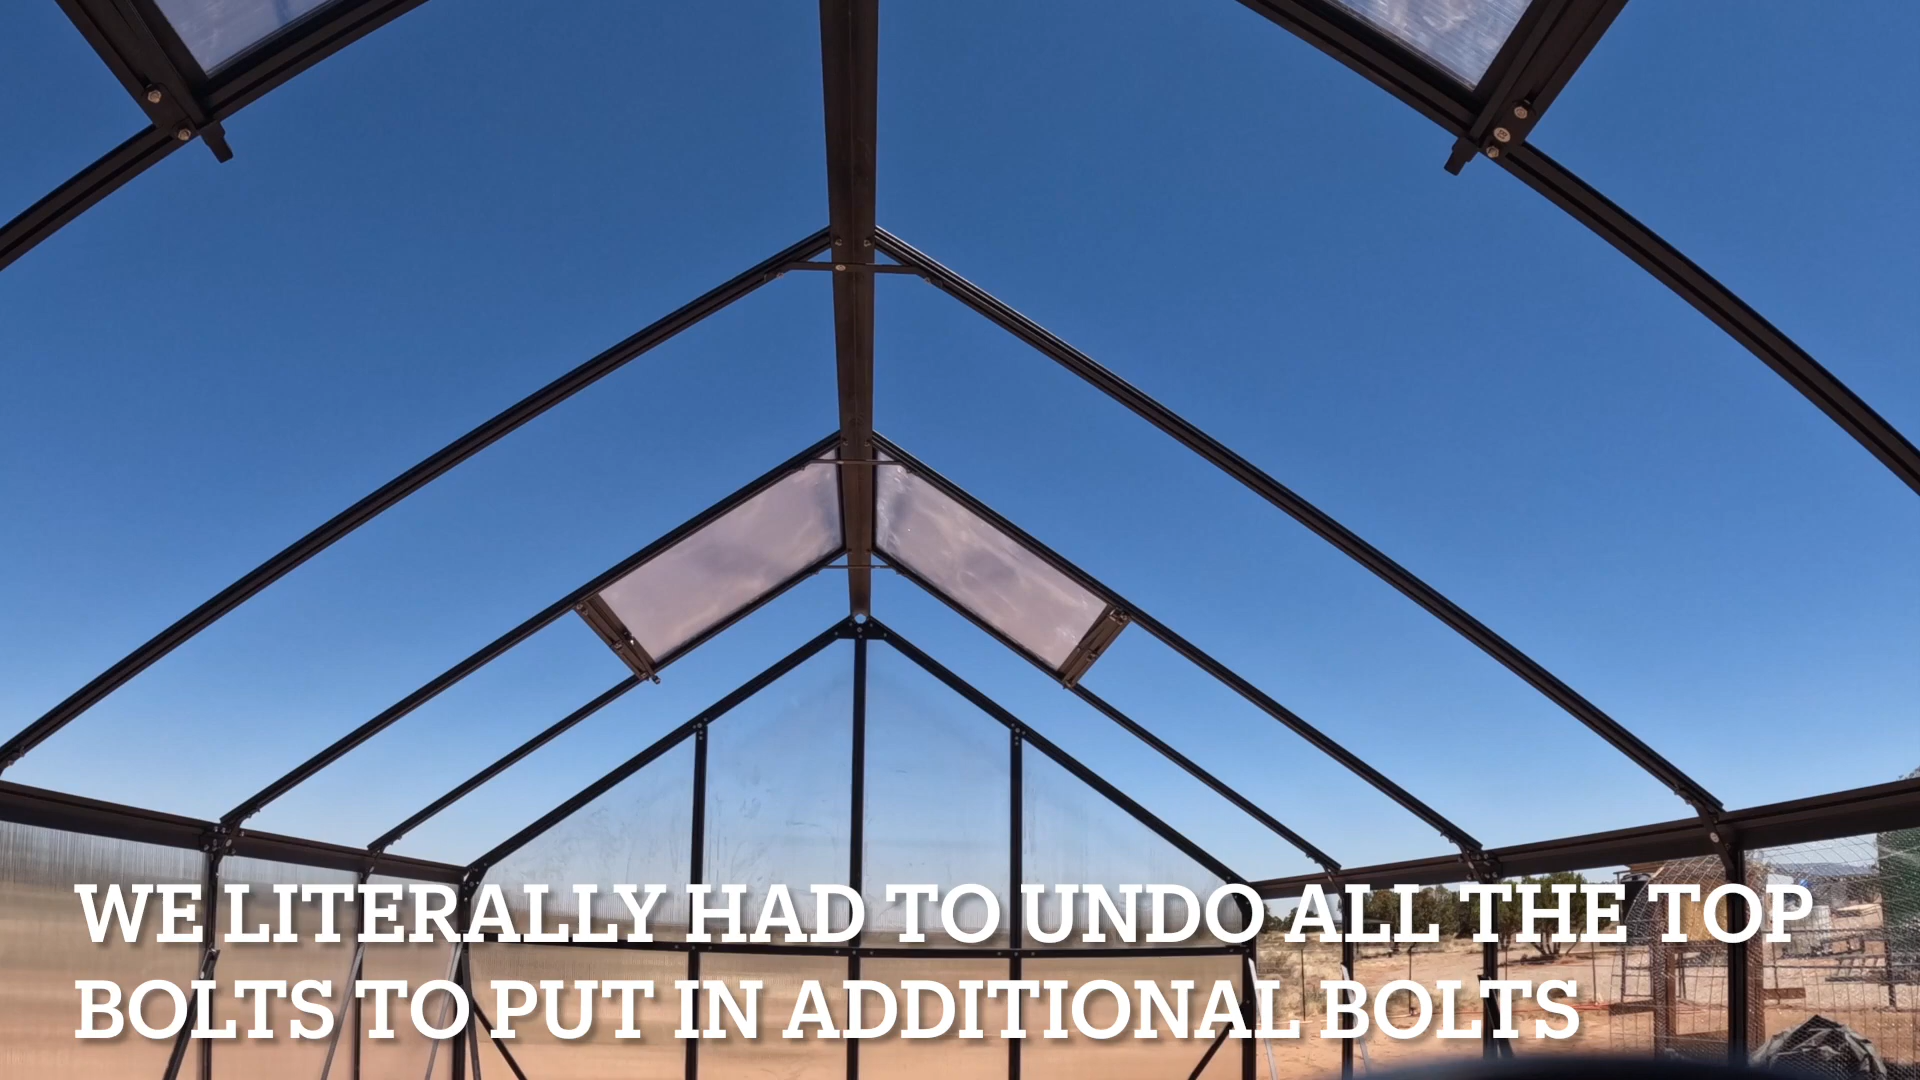 WE LITERALLY HAD TO UNDO ALL THE TOP
BOLTS TO PUT IN ADDITIONAL BOLTS